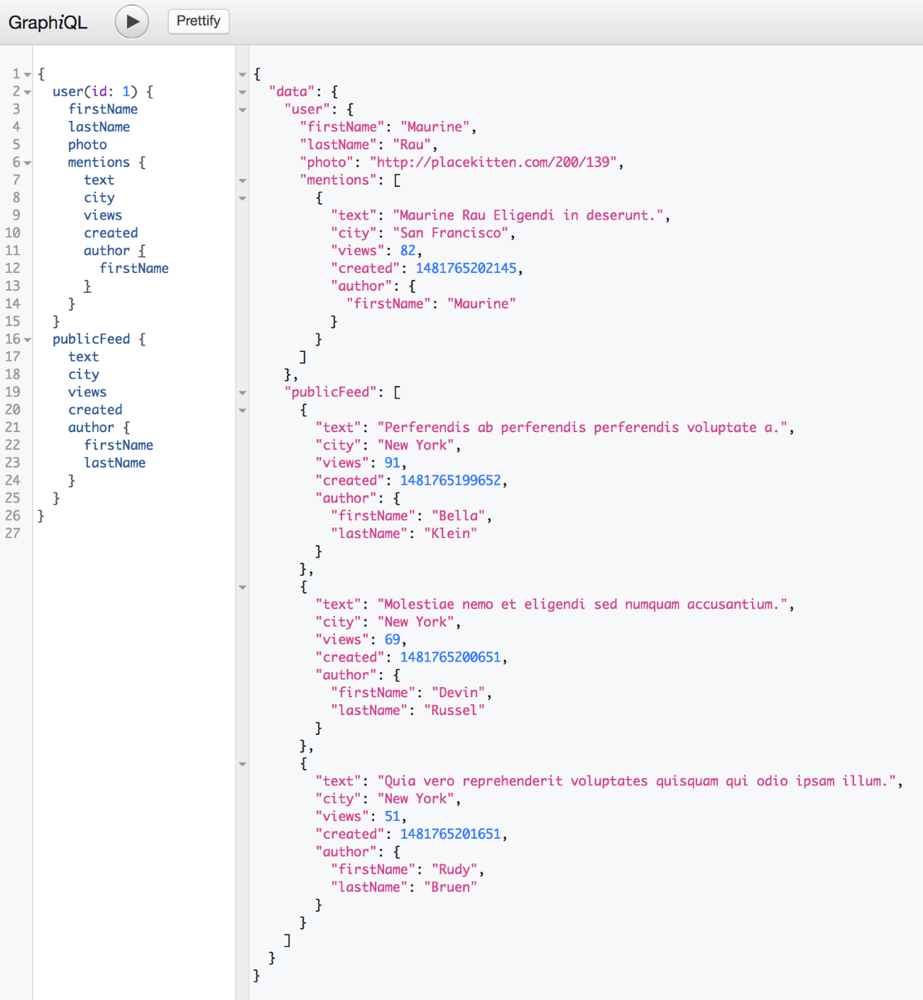 GraphiQL
Prettify
1 {
2 user(id: 1) {
3 firstName
4 lastName
5 photo
6 mentions {
7 text
8 city
9 views
10 created
11 author {
12 firstName
13 }
14 }
15 }
16 publicFeed {
17 text
18 city
19 views
20 created
21 author {
22 firstName
23 lastName
24 }
25 }
26 }
27
{
"data": {
"user": {
"firstName": "Maurine",
"lastName": "Rau",
"photo": "http://placekitten.com/200/139",
"mentions": [
{
"text": "Maurine Rau Eligendi in deserunt.",
"city": "San Francisco",
"views": 82,
"created": 1481765202145,
"author": {
"firstName": "Maurine"
}
}
]
},
"publicFeed": [
{
"text": "Perferendis ab perferendis perferendis voluptate a.",
"city": "New York",
"views": 91,
"created": 1481765199652,
"author": {
"firstName": "Bella",
"lastName": "Klein"
}
},
{
"text": "Molestiae nemo et eligendi sed numquam accusantium.",
"city": "New York",
"views": 69,
"created": 1481765200651,
"author": {
"firstName": "Devin",
"lastName": "Russel"
}
},
{
"text": "Quia vero reprehenderit voluptates quisquam qui odio ipsam illum.",
"city": "New York",
"views": 51,
"created": 1481765201651,
"author": {
"firstName": "Rudy",
"lastName": "Bruen"
}
}
]
}
}